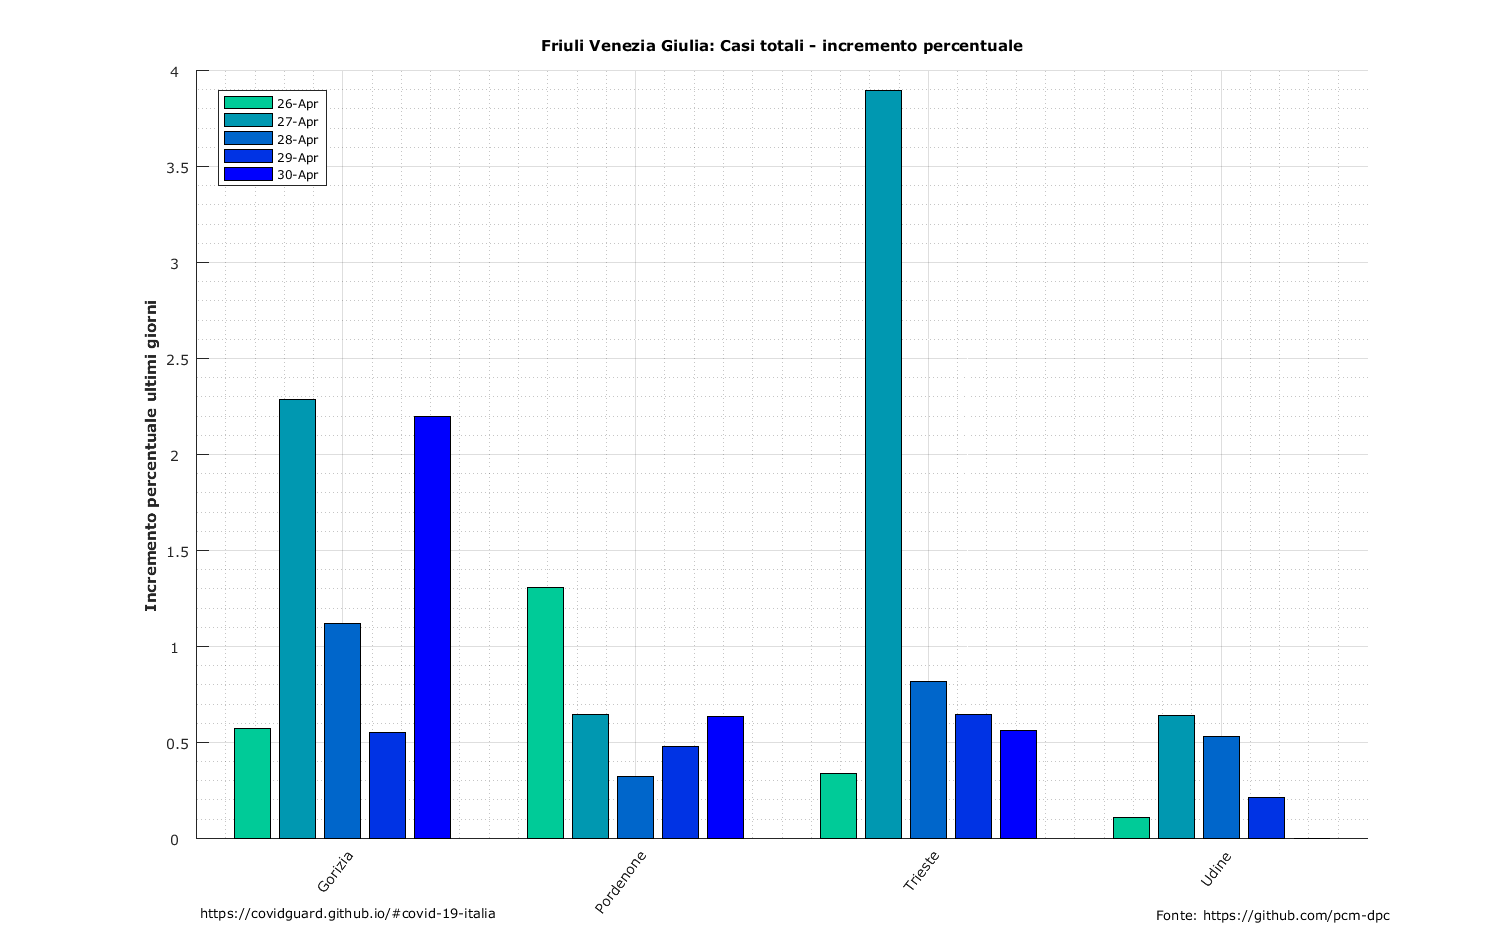 Friuli Venezia Giulia: Casi totali - incremento percentuale
4
3.5
3
2.5
2
1.5
1
0.5
0
Incremento percentuale ultimi giorni
26-Apr
27-Apr
28-Apr
29-Apr
30-Apr
Gorizia
Pordenone
Trieste
Udine
https://covidguard.github.io/#covid-19-italia
Fonte: https://github.com/pcm-dpc